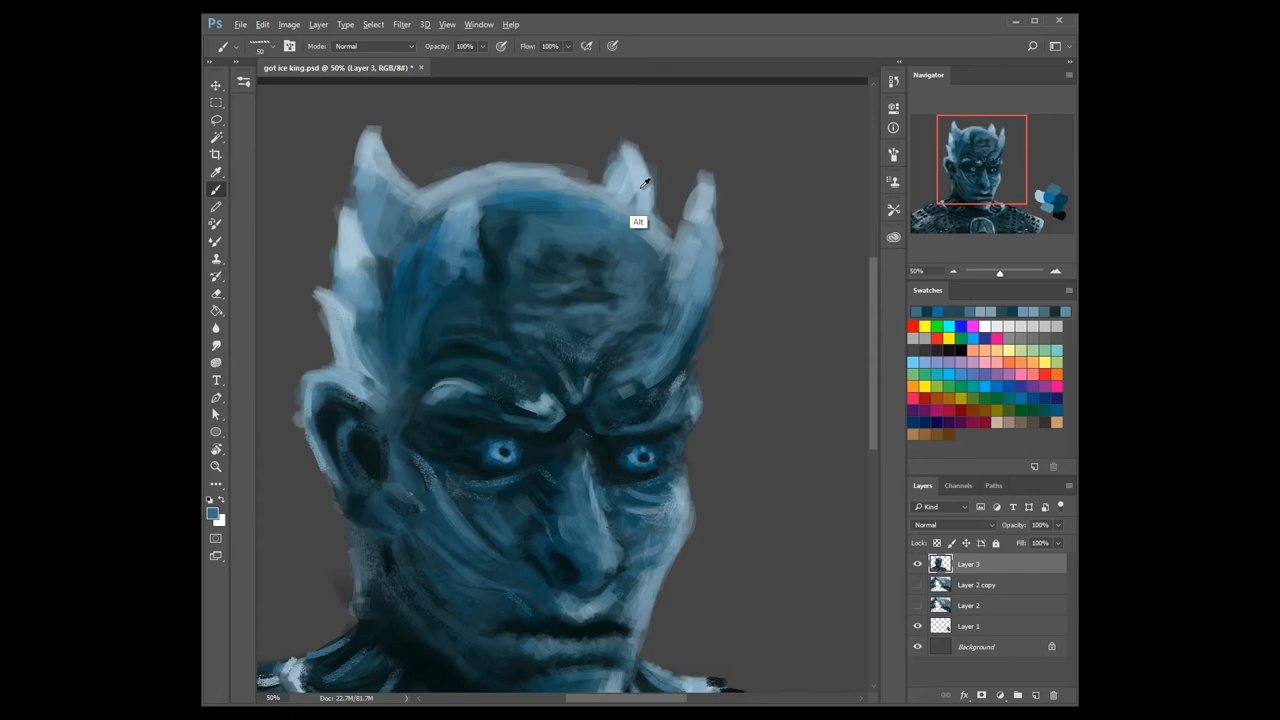 Ps File Edit Image Layer Type Select Filter 3D View Window Help
50 Mode: Normal Opacity: 100% Flow: 100%
got ice king.psd @ 50% (Layer 3, RGB/8#) * ×
Navigator
Alt
50%
Swatches
Layers Channels Paths
Kind
Normal Opacity: 100%
Lock: Fill: 100%
Layer 3
Layer 2 copy
Layer 2
Layer 1
Background
50% Doc: 22.7M/81.7M
fx